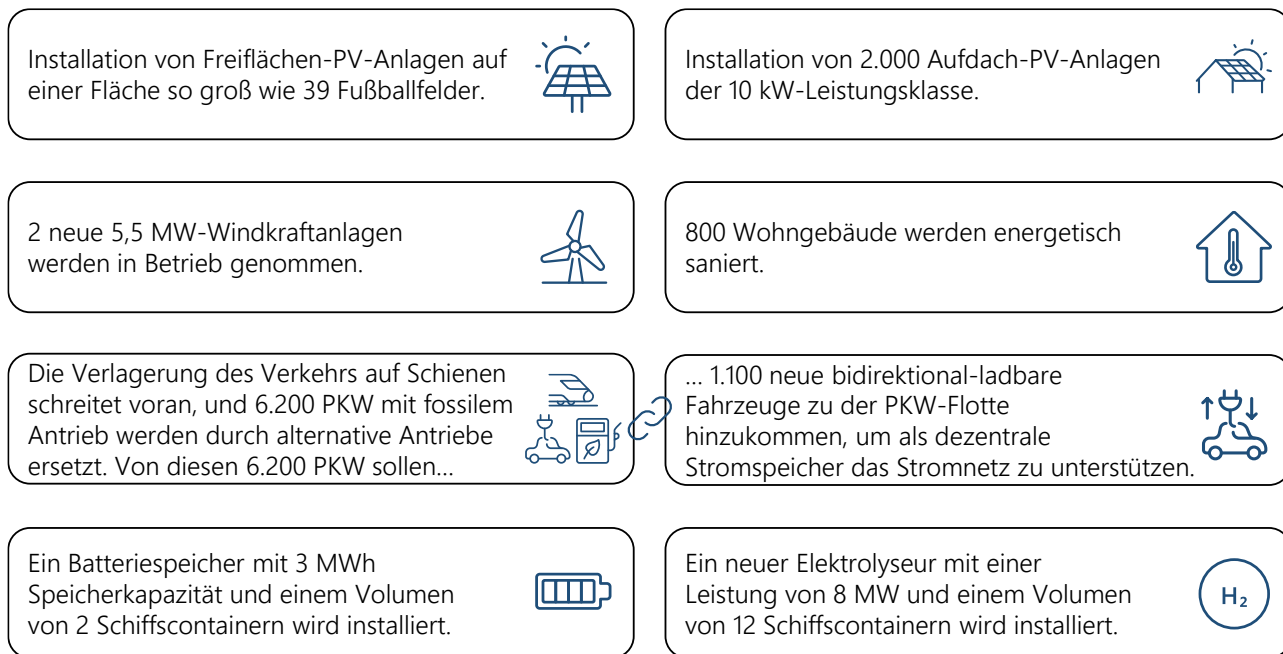 Installation von Freiflächen-PV-Anlagen auf
einer Fläche so groß wie 39 Fußballfelder.
Installation von 2.000 Aufdach-PV-Anlagen
der 10 kW-Leistungsklasse.
2 neue 5,5 MW-Windkraftanlagen
werden in Betrieb genommen.
800 Wohngebäude werden energetisch
saniert.
Die Verlagerung des Verkehrs auf Schienen
schreitet voran, und 6.200 PKW mit fossilem
Antrieb werden durch alternative Antriebe
ersetzt. Von diesen 6.200 PKW sollen...
... 1.100 neue bidirektional-ladbare
Fahrzeuge zu der PKW-Flotte
hinzukommen, um als dezentrale
Stromspeicher das Stromnetz zu unterstützen.
Ein Batteriespeicher mit 3 MWh
Speicherkapazität und einem Volumen
von 2 Schiffscontainern wird installiert.
Ein neuer Elektrolyseur mit einer
Leistung von 8 MW und einem Volumen
von 12 Schiffscontainern wird installiert.
H₂